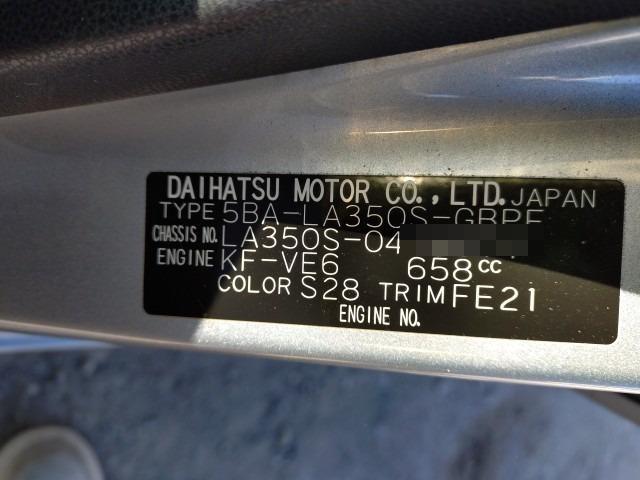 DAIHATSU MOTOR CO., LTD. JAPAN
TYPE 5BA-LA350S-GBPF
CHASSIS NO. LA350S-04
ENGINE KF-VE6 658cc
COLOR S28 TRIM FE21
ENGINE NO.